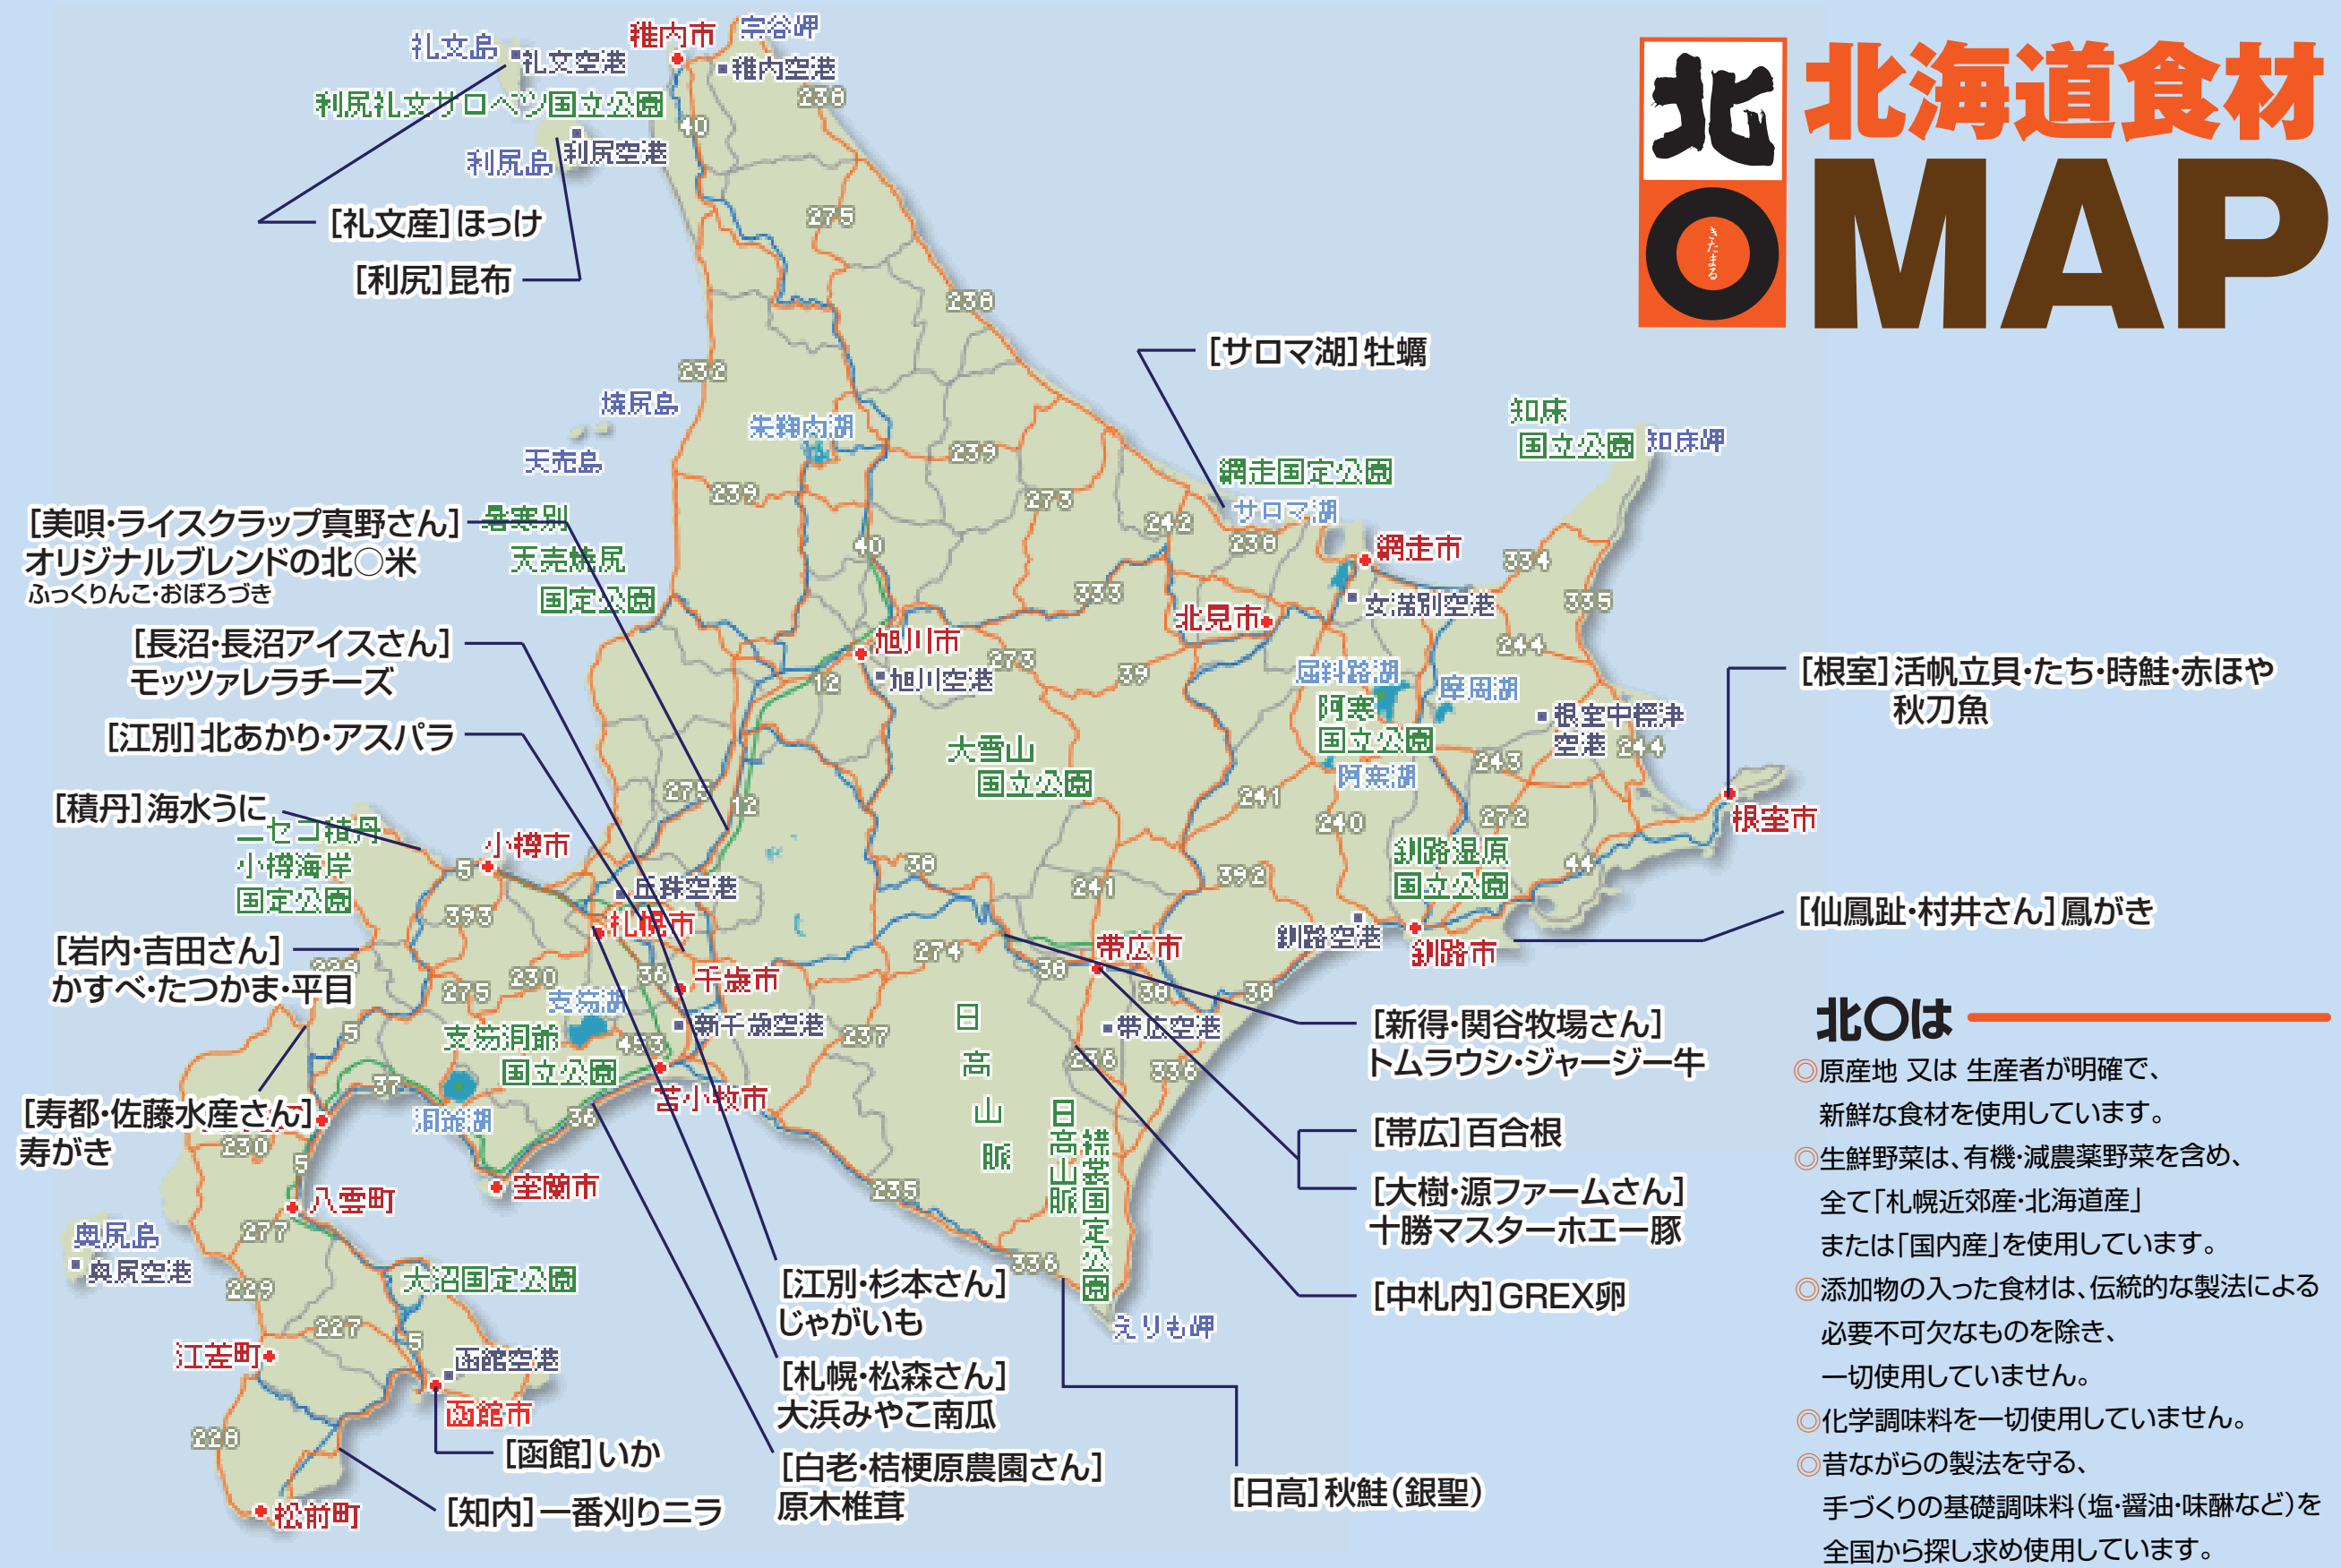 北海道食材
MAP
北
きたまる
礼文島
礼文空港
稚内市
宗谷岬
稚内空港
利尻礼文サロベツ国立公園
利尻島
利尻空港
[礼文産]ほっけ
[利尻]昆布
238
40
275
238
232
焼尻島
天売島
朱鞠内湖
239
239
[サロマ湖]牡蠣
網走国定公園
サロマ湖
知床
国立公園
知床岬
273
242
238
網走市
女満別空港
北見市
334
335
244
333
40
[美唄・ライスクラップ真野さん]
オリジナルブレンドの北○米
ふっくりんこ・おぼろづき
暑寒別
天売焼尻
国定公園
[長沼・長沼アイスさん]
モッツァレラチーズ
[江別]北あかり・アスパラ
[積丹]海水うに
ニセコ積丹
小樽海岸
国定公園
旭川市
旭川空港
12
273
39
屈斜路湖
摩周湖
阿寒
国立公園
阿寒湖
根室中標津
空港
244
243
[根室]活帆立貝・たち・時鮭・赤ほや
秋刀魚
大雪山
国立公園
275
12
241
240
272
根室市
44
釧路湿原
国立公園
小樽市
5
393
丘珠空港
札幌市
38
241
392
[仙鳳趾・村井さん]鳳がき
釧路空港
釧路市
[岩内・吉田さん]
かすべ・たつかま・平目
229
275
230
36
千歳市
支笏湖
新千歳空港
支笏洞爺
国立公園
453
274
38
帯広市
38
38
帯広空港
237
236
336
日高山脈
日高山脈
襟裳国定公園
[新得・関谷牧場さん]
トムラウシ・ジャージー牛
[帯広]百合根
[大樹・源ファームさん]
十勝マスターホエー豚
[中札内]GREX卵
5
37
洞爺湖
苫小牧市
36
室蘭市
[寿都・佐藤水産さん]
寿がき
230
5
八雲町
277
奥尻島
奥尻空港
229
大沼国定公園
227
5
江差町
函館空港
函館市
228
松前町
235
336
えりも岬
[江別・杉本さん]
じゃがいも
[札幌・松森さん]
大浜みやこ南瓜
[白老・桔梗原農園さん]
原木椎茸
[函館]いか
[知内]一番刈りニラ
[日高]秋鮭(銀聖)
北○は
◎原産地 又は 生産者が明確で、
新鮮な食材を使用しています。
◎生鮮野菜は、有機・減農薬野菜を含め、
全て「札幌近郊産・北海道産」
または「国内産」を使用しています。
◎添加物の入った食材は、伝統的な製法による
必要不可欠なものを除き、
一切使用していません。
◎化学調味料を一切使用していません。
◎昔ながらの製法を守る、
手づくりの基礎調味料(塩・醤油・味醂など)を
全国から探し求め使用しています。